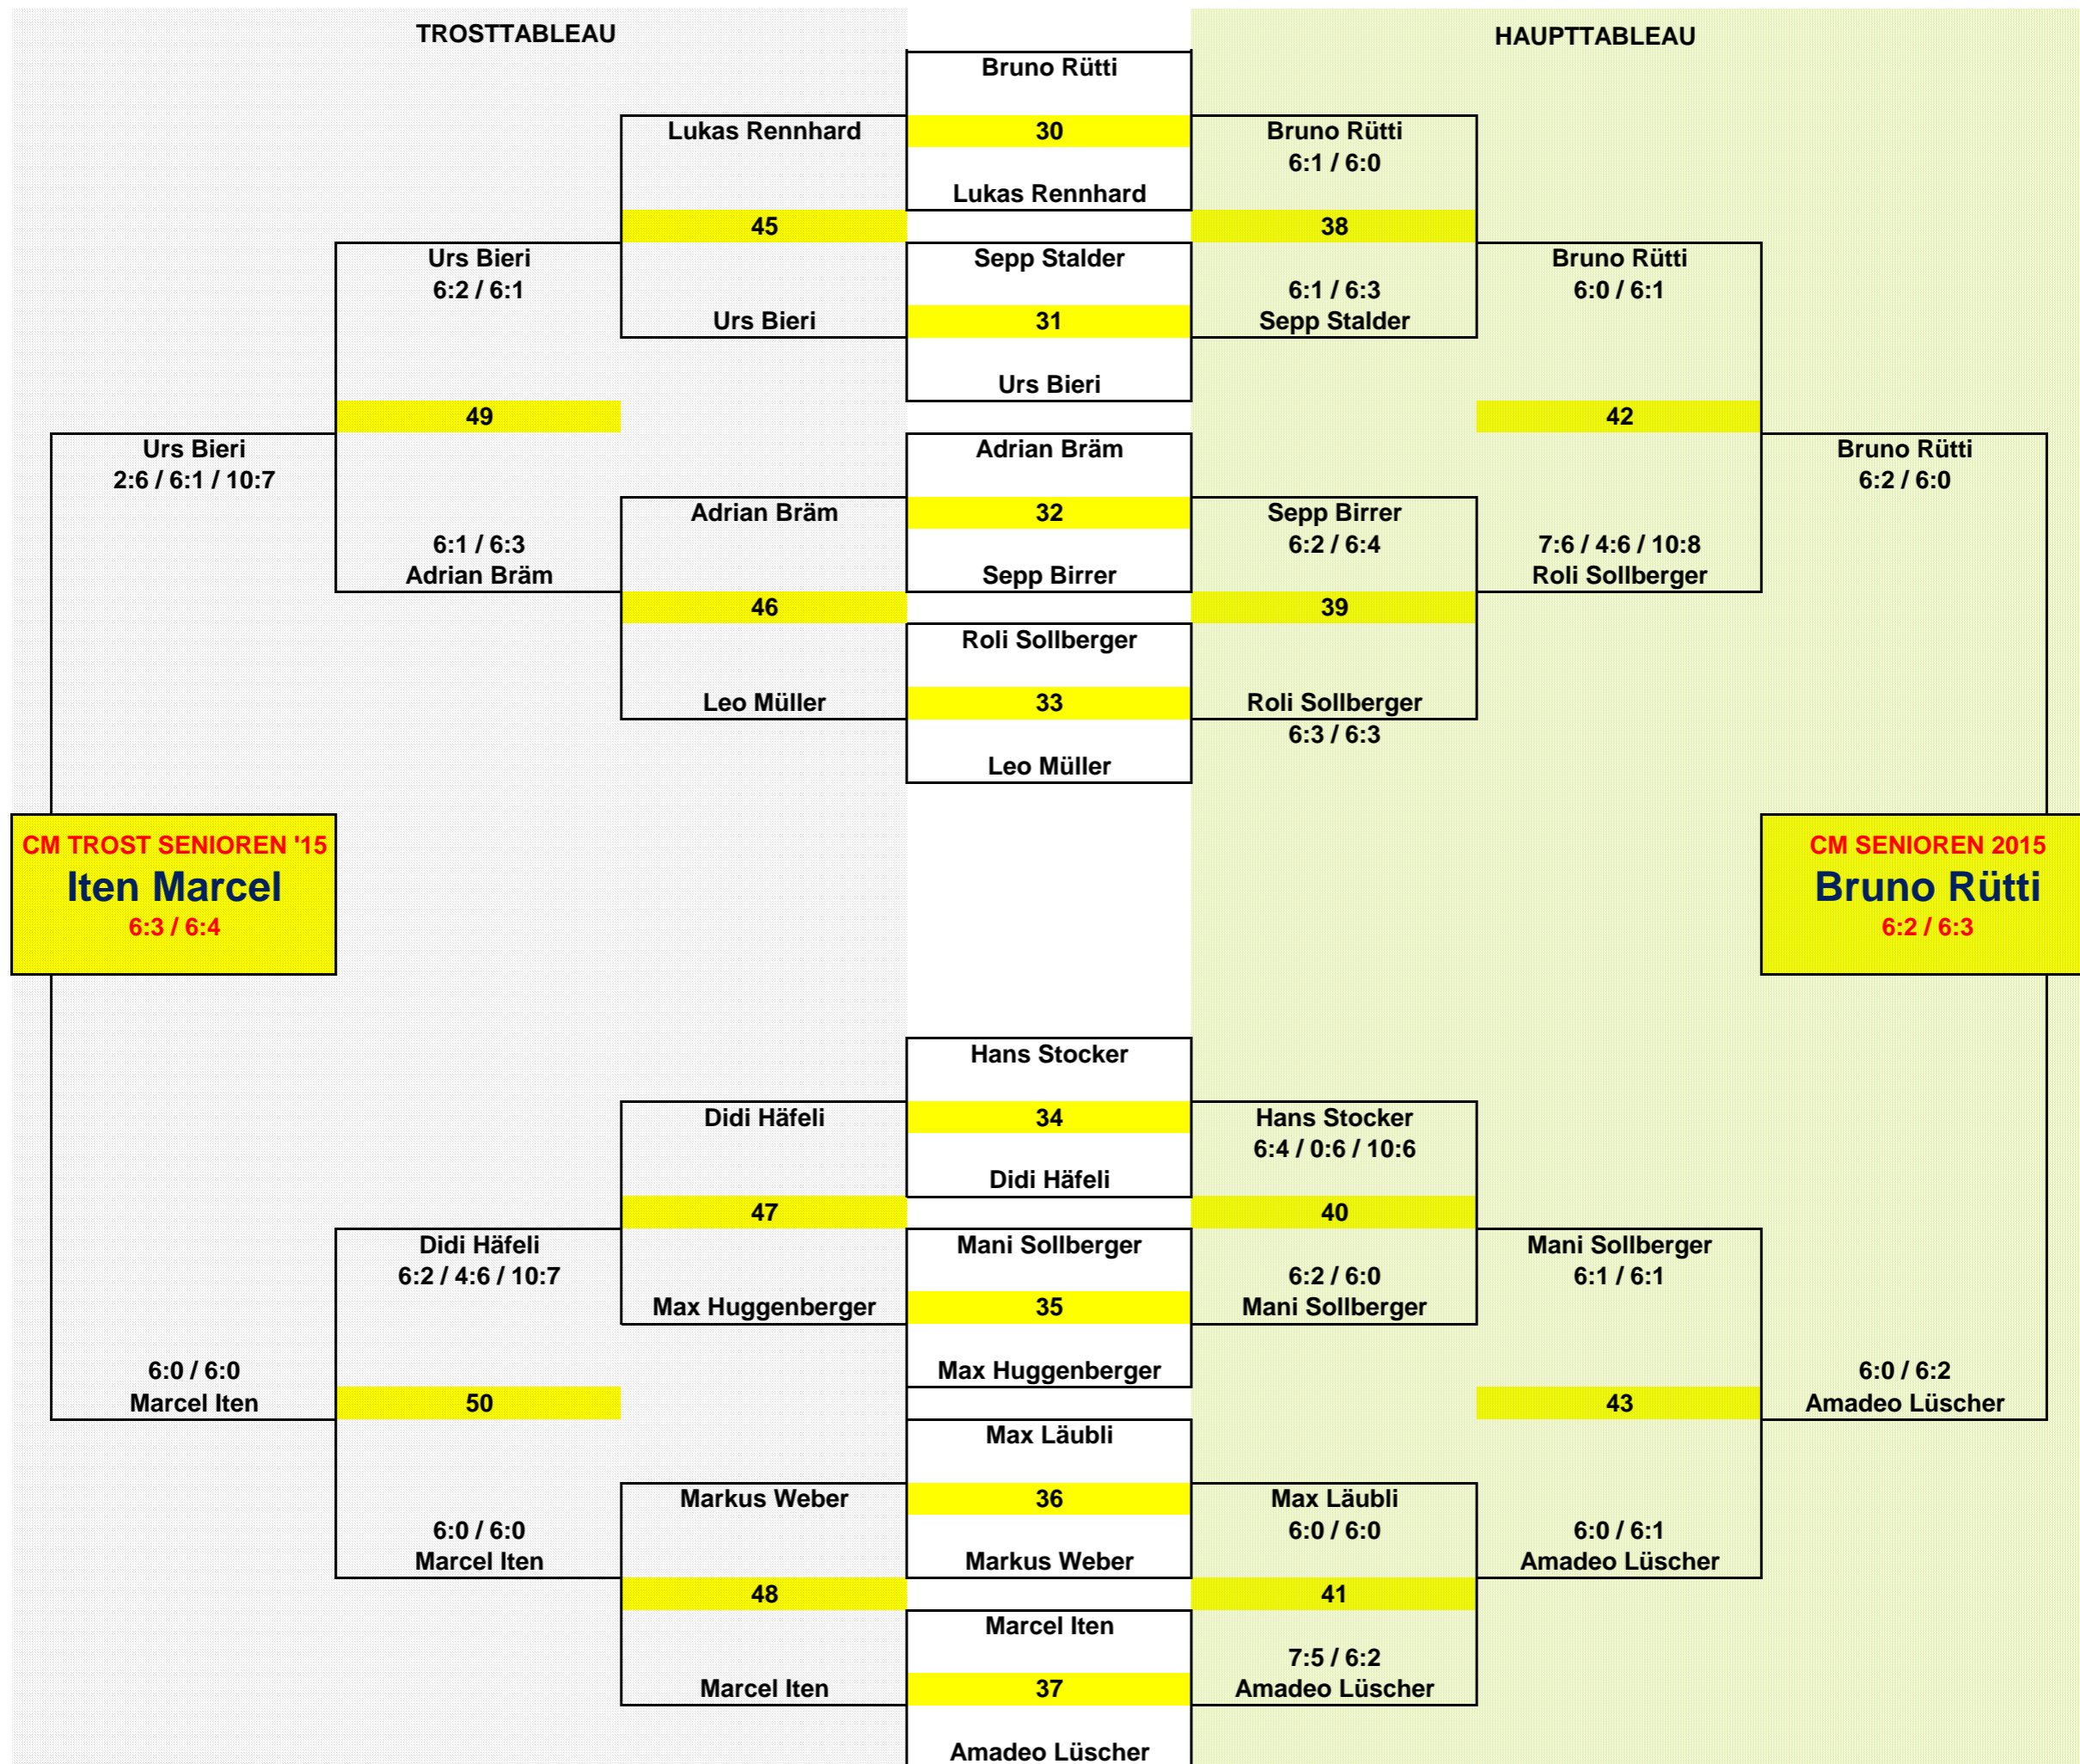 TROSTTABLEAU
HAUPTTABLEAU
Bruno Rütti
Lukas Rennhard
30
Bruno Rütti
6:1 / 6:0
Lukas Rennhard
45
38
Urs Bieri
Sepp Stalder
Bruno Rütti
6:2 / 6:1
6:1 / 6:3
6:0 / 6:1
Urs Bieri
31
Sepp Stalder
Urs Bieri
49
42
Urs Bieri
Adrian Bräm
Bruno Rütti
2:6 / 6:1 / 10:7
6:2 / 6:0
Adrian Bräm
32
Sepp Birrer
6:1 / 6:3
6:2 / 6:4
7:6 / 4:6 / 10:8
Adrian Bräm
Sepp Birrer
Roli Sollberger
46
39
Roli Sollberger
Leo Müller
33
Roli Sollberger
6:3 / 6:3
Leo Müller
CM TROST SENIOREN '15
Iten Marcel
6:3 / 6:4
CM SENIOREN 2015
Bruno Rütti
6:2 / 6:3
Hans Stocker
Didi Häfeli
34
Hans Stocker
6:4 / 0:6 / 10:6
Didi Häfeli
47
40
Didi Häfeli
Mani Sollberger
Mani Sollberger
6:2 / 4:6 / 10:7
6:2 / 6:0
6:1 / 6:1
Max Huggenberger
35
Mani Sollberger
6:0 / 6:0
Max Huggenberger
6:0 / 6:2
Marcel Iten
50
43
Amadeo Lüscher
Max Läubli
Markus Weber
36
Max Läubli
6:0 / 6:0
6:0 / 6:0
6:0 / 6:1
Marcel Iten
Markus Weber
Amadeo Lüscher
48
41
Marcel Iten
7:5 / 6:2
Marcel Iten
37
Amadeo Lüscher
Amadeo Lüscher